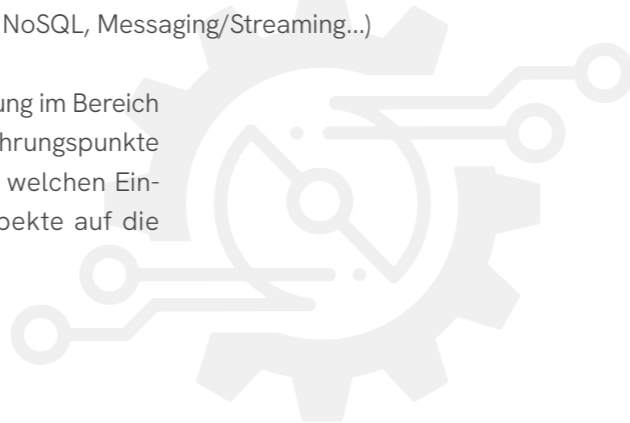 NoSQL, Messaging/Streaming...)
ung im Bereich
hrungspunkte
welchen Ein-
pekte auf die